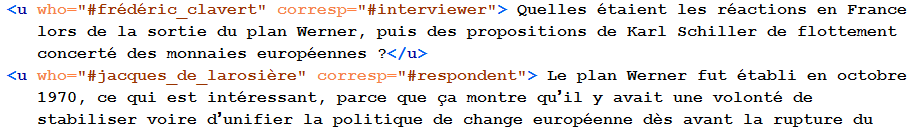 <u who="#frédéric_clavert" corresp="#interviewer"> Quelles étaient les réactions en France
lors de la sortie du plan Werner, puis des propositions de Karl Schiller de flottement
concerté des monnaies européennes ?</u>
<u who="#jacques_de_larosière" corresp="#respondent"> Le plan Werner fut établi en octobre
1970, ce qui est intéressant, parce que ça montre qu’il y avait une volonté de
stabiliser voire d’unifier la politique de change européenne dès avant la rupture du